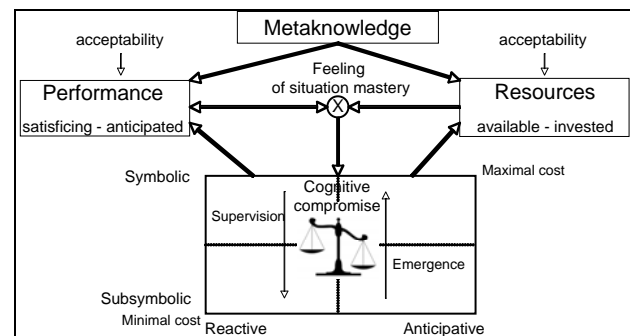 Metaknowledge
acceptability
acceptability
Feeling
of situation mastery
Performance
satisficing - anticipated
X
Resources
available - invested
Symbolic
Maximal cost
Cognitive
compromise
Supervision
Emergence
Subsymbolic
Minimal cost
Reactive
Anticipative